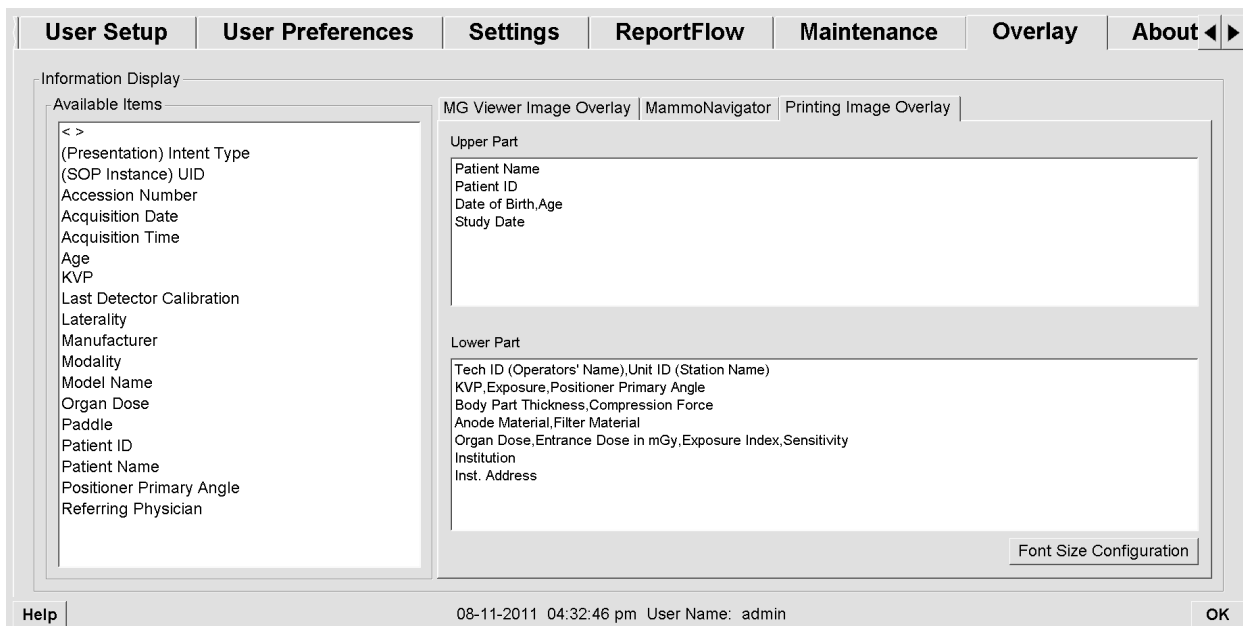 User Setup User Preferences Settings ReportFlow Maintenance Overlay About
Information Display
Available Items
< >
(Presentation) Intent Type
(SOP Instance) UID
Accession Number
Acquisition Date
Acquisition Time
Age
KVP
Last Detector Calibration
Laterality
Manufacturer
Modality
Model Name
Organ Dose
Paddle
Patient ID
Patient Name
Positioner Primary Angle
Referring Physician
MG Viewer Image Overlay MammoNavigator Printing Image Overlay
Upper Part
Patient Name
Patient ID
Date of Birth,Age
Study Date
Lower Part
Tech ID (Operators' Name),Unit ID (Station Name)
KVP,Exposure,Positioner Primary Angle
Body Part Thickness,Compression Force
Anode Material,Filter Material
Organ Dose,Entrance Dose in mGy,Exposure Index,Sensitivity
Institution
Inst. Address
Font Size Configuration
Help 08-11-2011 04:32:46 pm User Name: admin OK